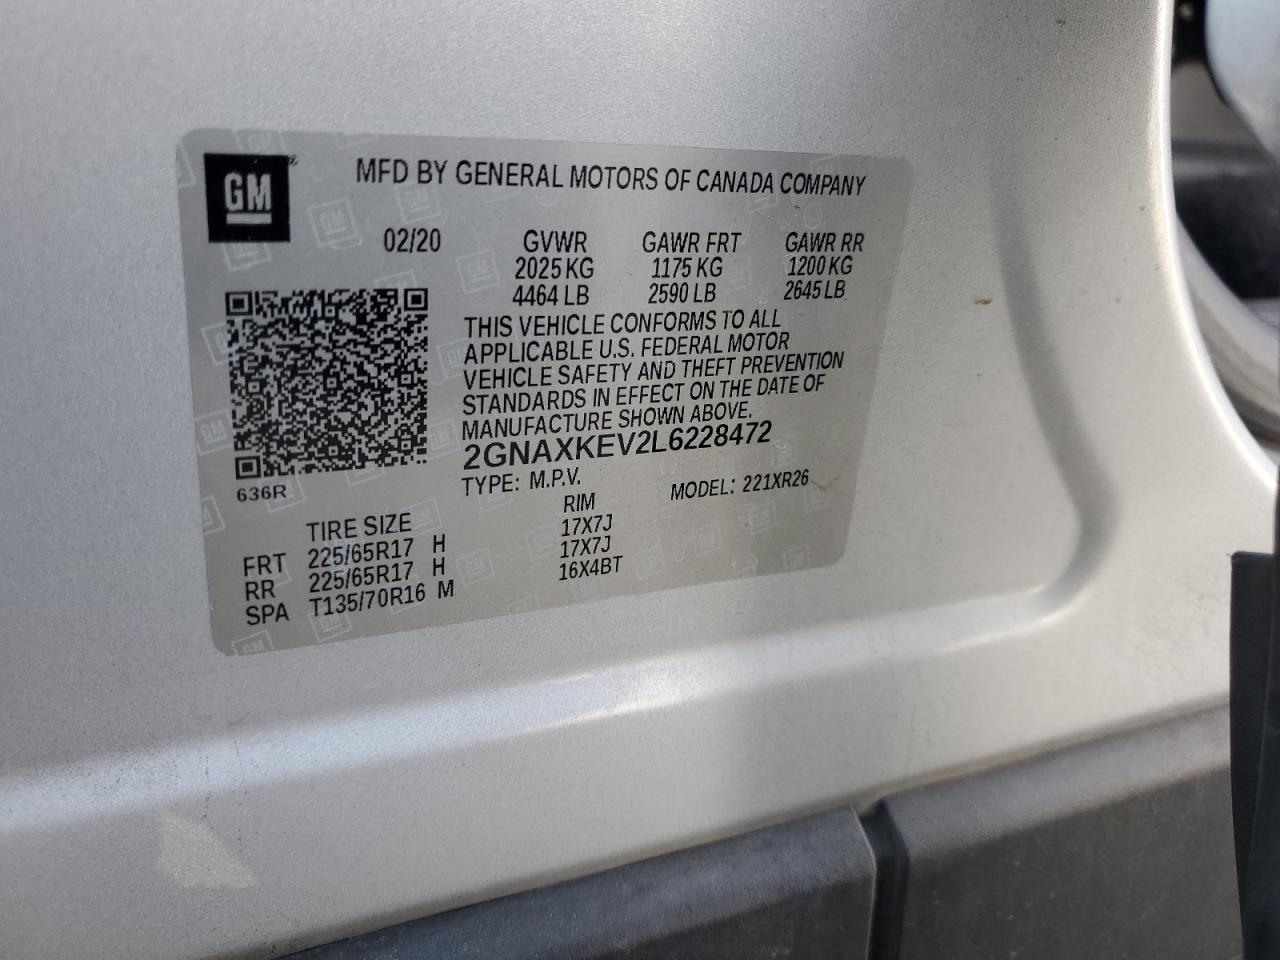 GM
MFD BY GENERAL MOTORS OF CANADA COMPANY
02/20 GVWR GAWR FRT GAWR RR
2025 KG 1175 KG 1200 KG
4464 LB 2590 LB 2645 LB
THIS VEHICLE CONFORMS TO ALL
APPLICABLE U.S. FEDERAL MOTOR
VEHICLE SAFETY AND THEFT PREVENTION
STANDARDS IN EFFECT ON THE DATE OF
MANUFACTURE SHOWN ABOVE.
2GNAXKEV2L6228472
636R
TYPE: M.P.V. MODEL: 221XR26
TIRE SIZE RIM
FRT 225/65R17 H 17X7J
RR 225/65R17 H 17X7J
SPA T135/70R16 M 16X4BT